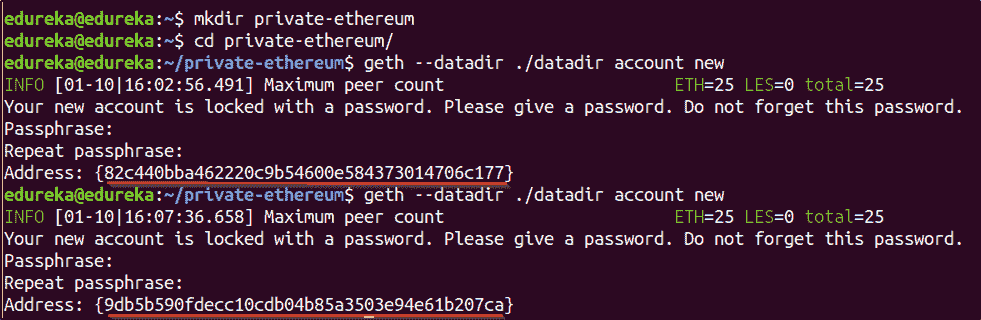 edureka@edureka:~$ mkdir private-ethereum
edureka@edureka:~$ cd private-ethereum/
edureka@edureka:~/private-ethereum$ geth --datadir ./datadir account new
INFO [01-10|16:02:56.491] Maximum peer count ETH=25 LES=0 total=25
Your new account is locked with a password. Please give a password. Do not forget this password.
Passphrase:
Repeat passphrase:
Address: {82c440bba462220c9b54600e584373014706c177}
edureka@edureka:~/private-ethereum$ geth --datadir ./datadir account new
INFO [01-10|16:07:36.658] Maximum peer count ETH=25 LES=0 total=25
Your new account is locked with a password. Please give a password. Do not forget this password.
Passphrase:
Repeat passphrase:
Address: {9db5b590fdecc10cdb04b85a3503e94e61b207ca}